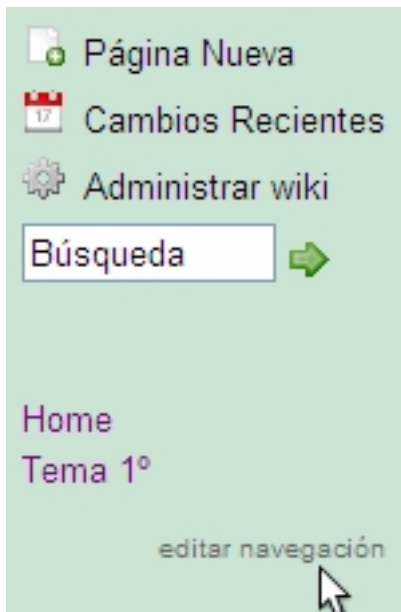 Página Nueva
17
Cambios Recientes
Administrar wiki
Búsqueda
Home
Tema 1º
editar navegación